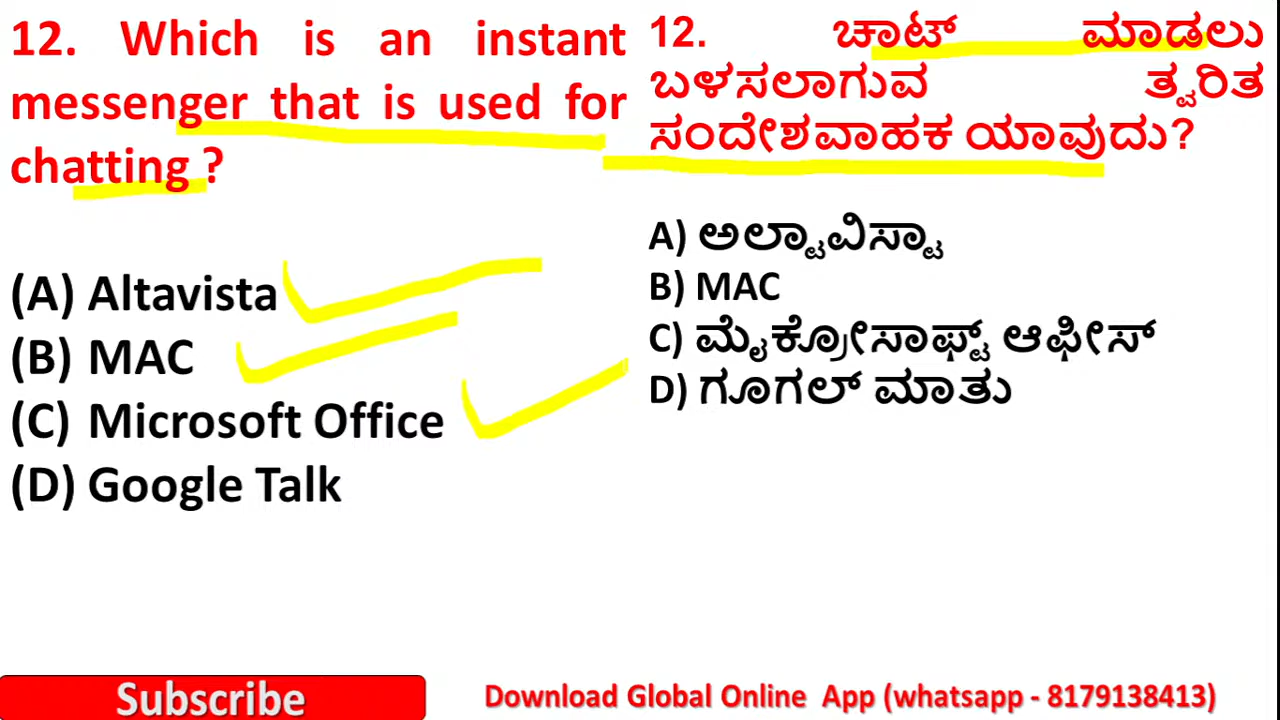 12. Which is an instant
messenger that is used for
chatting ?
(A) Altavista
(B) MAC
(C) Microsoft Office
(D) Google Talk
12. ಚಾಟ್ ಮಾಡಲು
ಬಳಸಲಾಗುವ ತ್ವರಿತ
ಸಂದೇಶವಾಹಕ ಯಾವುದು?
A) ಅಲ್ಟಾವಿಸ್ಟಾ
B) MAC
C) ಮೈಕ್ರೋಸಾಫ್ಟ್ ಆಫೀಸ್
D) ಗೂಗಲ್ ಮಾತು
Subscribe
Download Global Online App (whatsapp - 8179138413)